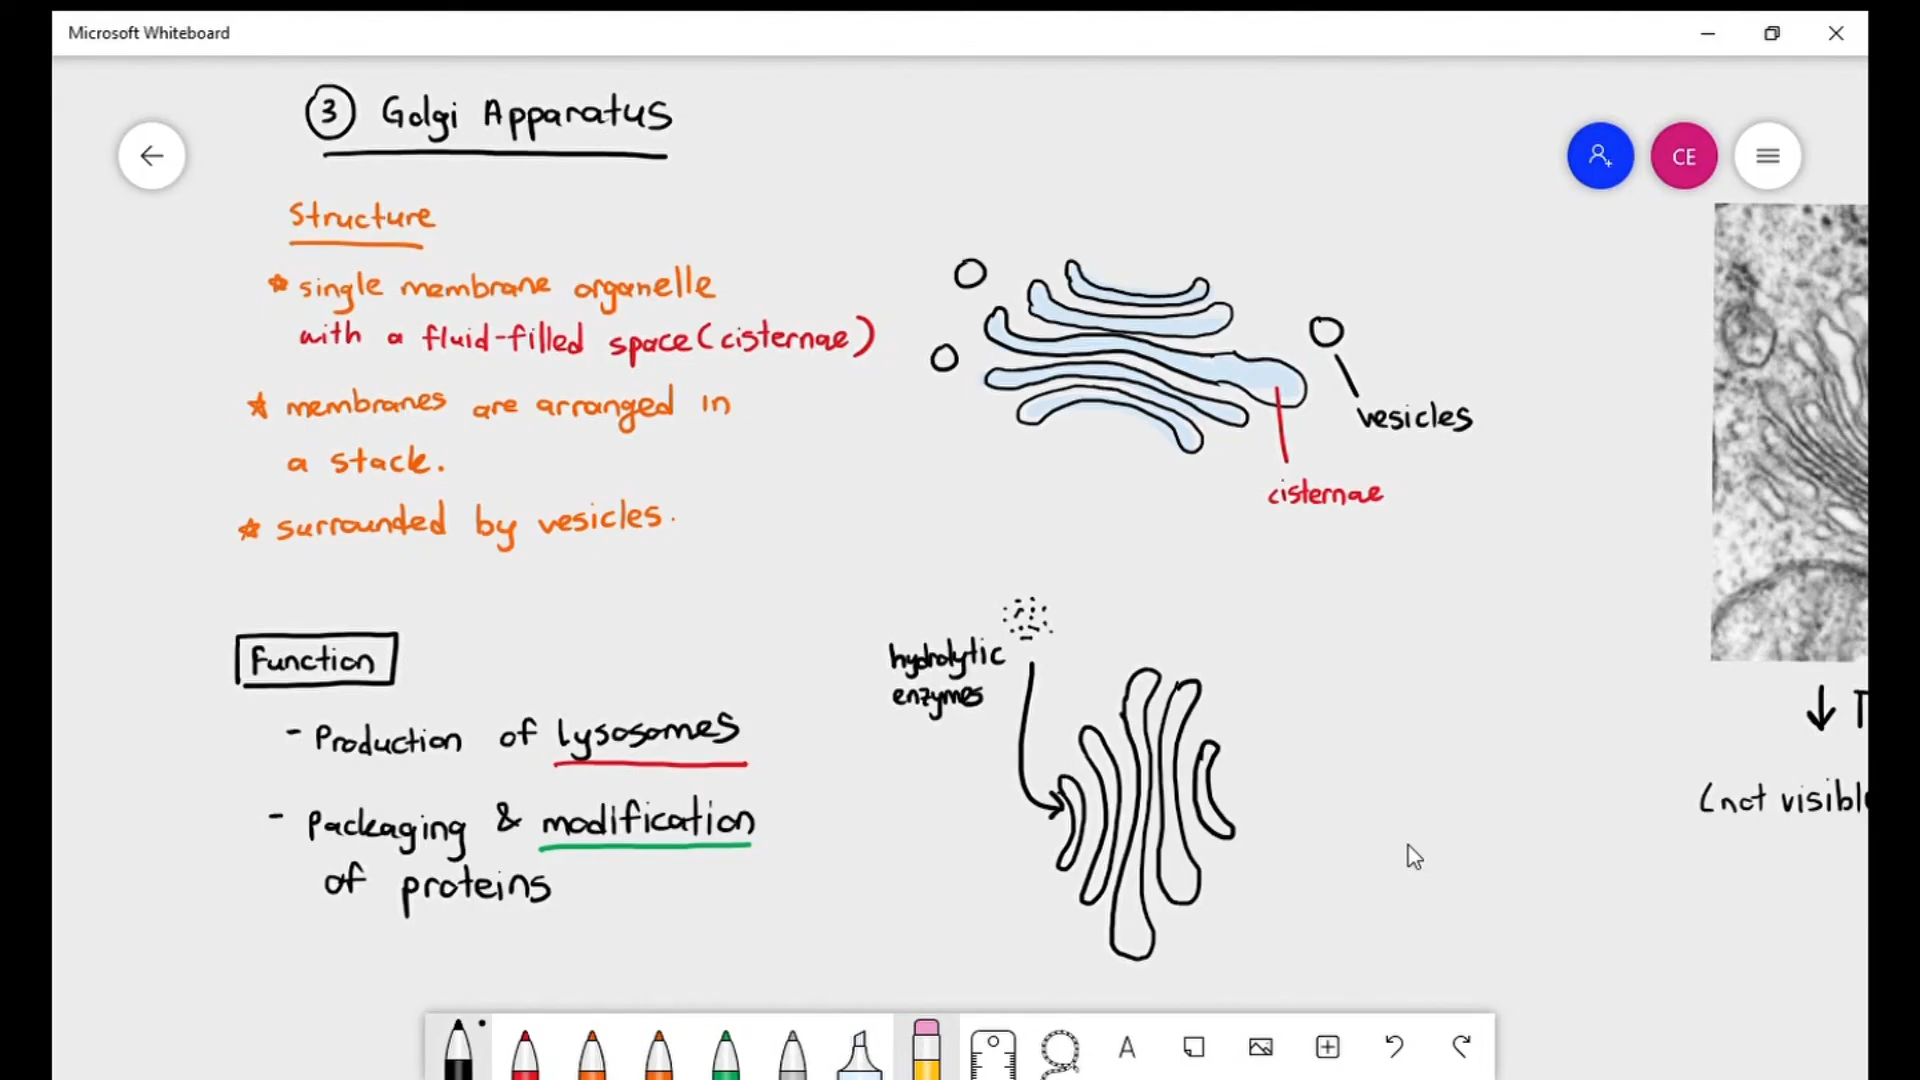 Microsoft Whiteboard
3 Golgi Apparatus
CE
Structure
* single membrane organelle
with a fluid-filled space (cisternae)
* membranes are arranged in
a stack.
* surrounded by vesicles.
vesicles
cisternae
Function
- Production of lysosomes
- Packaging & modification
of proteins
hydrolytic
enzymes
↓
(not visibl
A